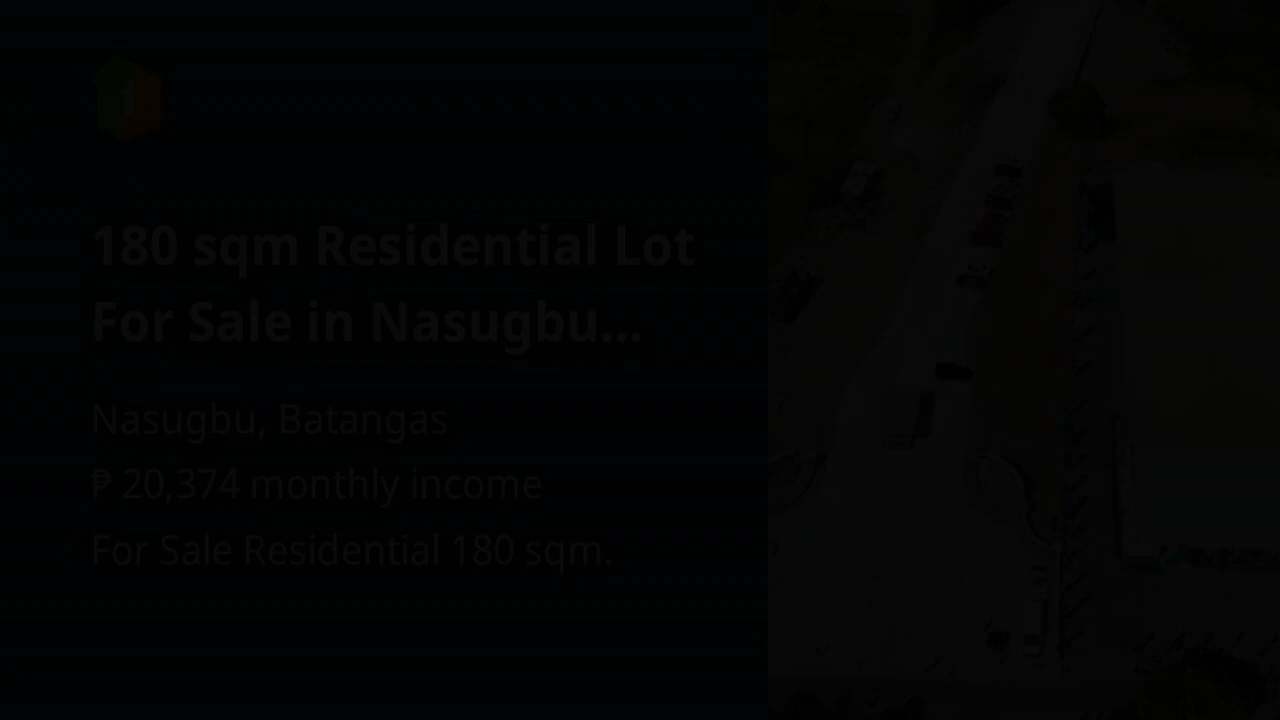 180 sqm Residential Lot
For Sale in Nasugbu...
Nasugbu, Batangas
₱ 20,374 monthly income
For Sale Residential 180 sqm.